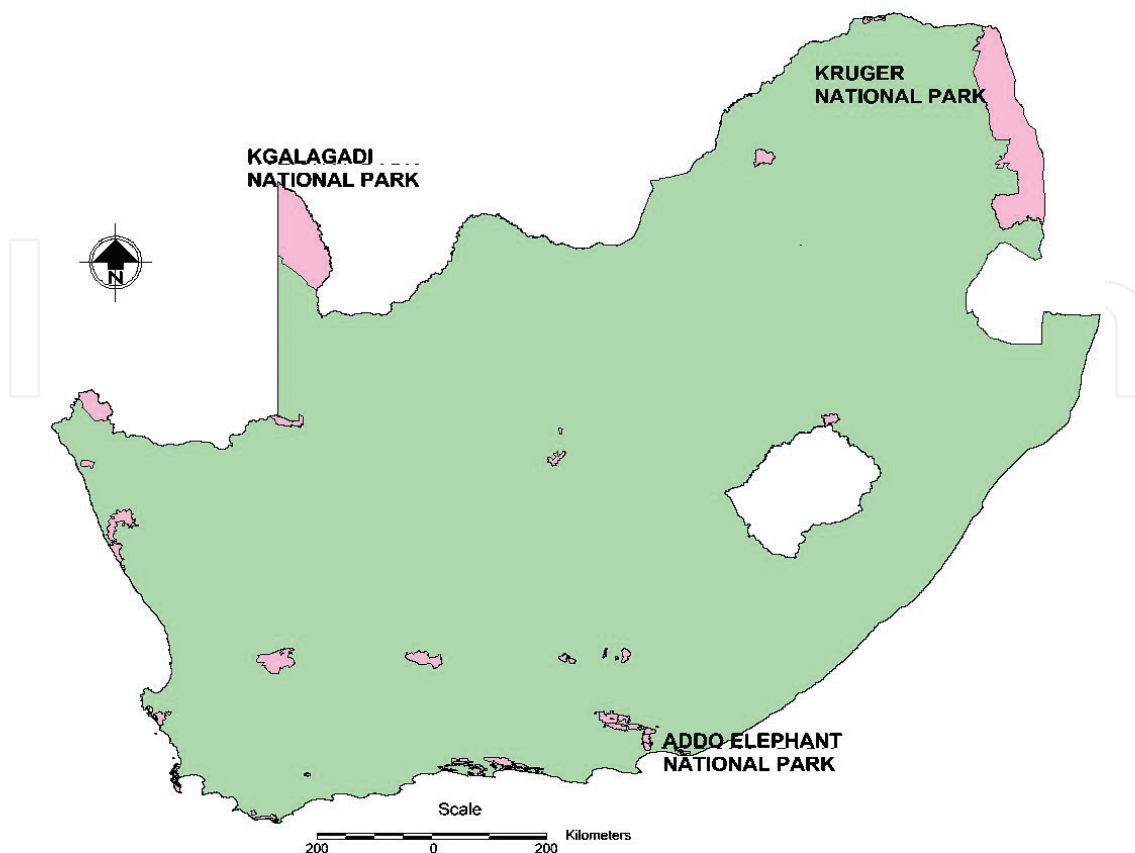 KRUGER
NATIONAL PARK
KGALAGADI
NATIONAL PARK
N
ADDO ELEPHANT
NATIONAL PARK
Scale
200 0 200 Kilometers